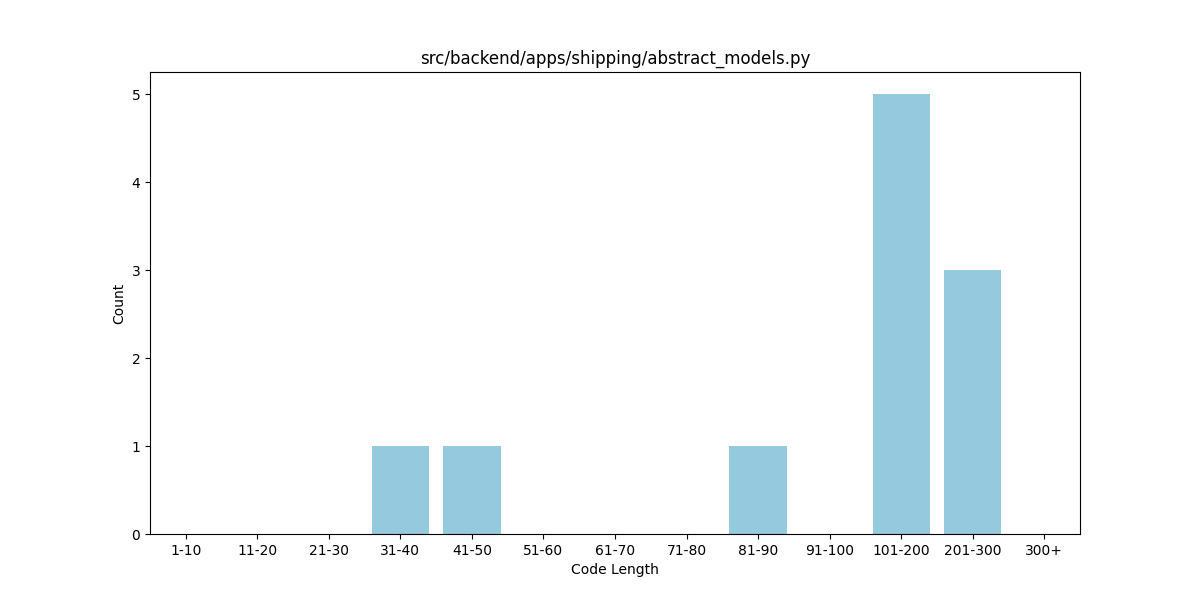 src/backend/apps/shipping/abstract_models.py
5
4
3
2
1
0
Count
1-10 11-20 21-30 31-40 41-50 51-60 61-70 71-80 81-90 91-100 101-200 201-300 300+
Code Length